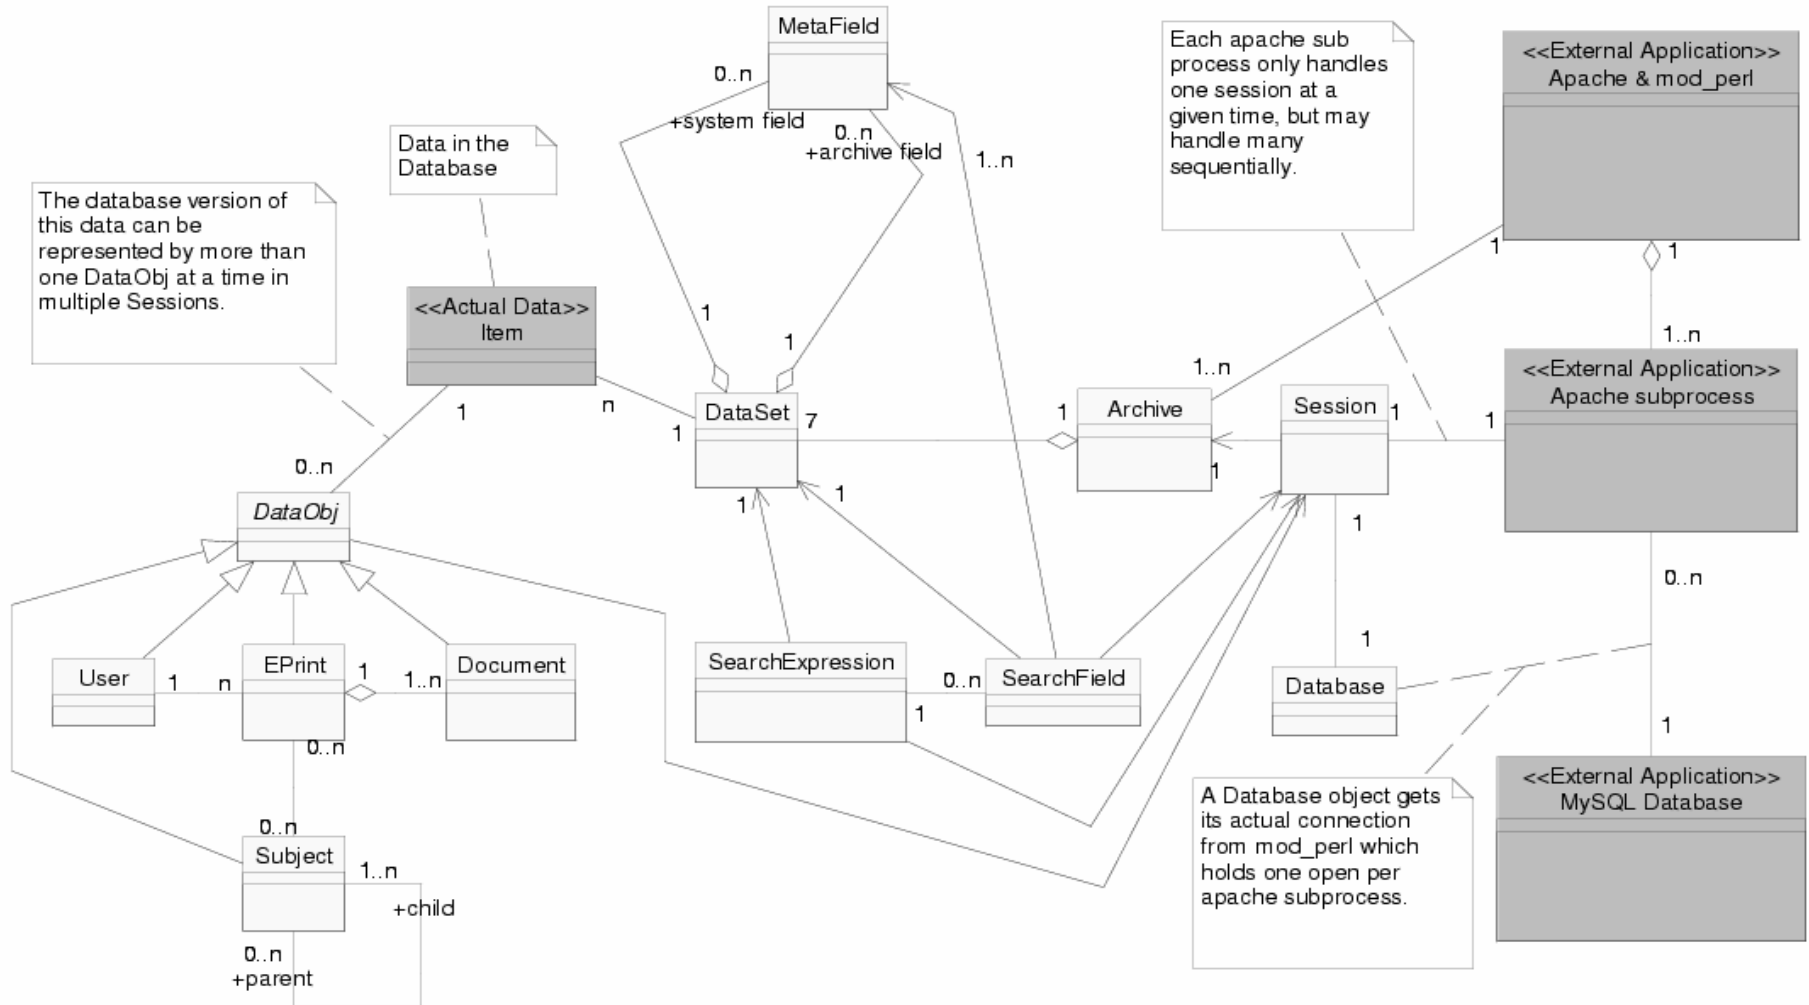 MetaField
0..n
+system field
0..n
+archive field
1..n
Each apache sub
process only handles
one session at a
given time, but may
handle many
sequentially.
<<External Application>>
Apache & mod_perl
Data in the
Database
The database version of
this data can be
represented by more than
one DataObj at a time in
multiple Sessions.
<<Actual Data>>
Item
1
1
1
1
1..n
1..n
<<External Application>>
Apache subprocess
n
1
1
DataSet
7
1
Archive
1
Session
1
1
0..n
DataObj
1
1
1
0..n
User
1
n
EPrint
1
1..n
Document
SearchExpression
1
0..n
SearchField
1
Database
1
0..n
0..n
Subject
1..n
+child
0..n
+parent
A Database object gets
its actual connection
from mod_perl which
holds one open per
apache subprocess.
<<External Application>>
MySQL Database